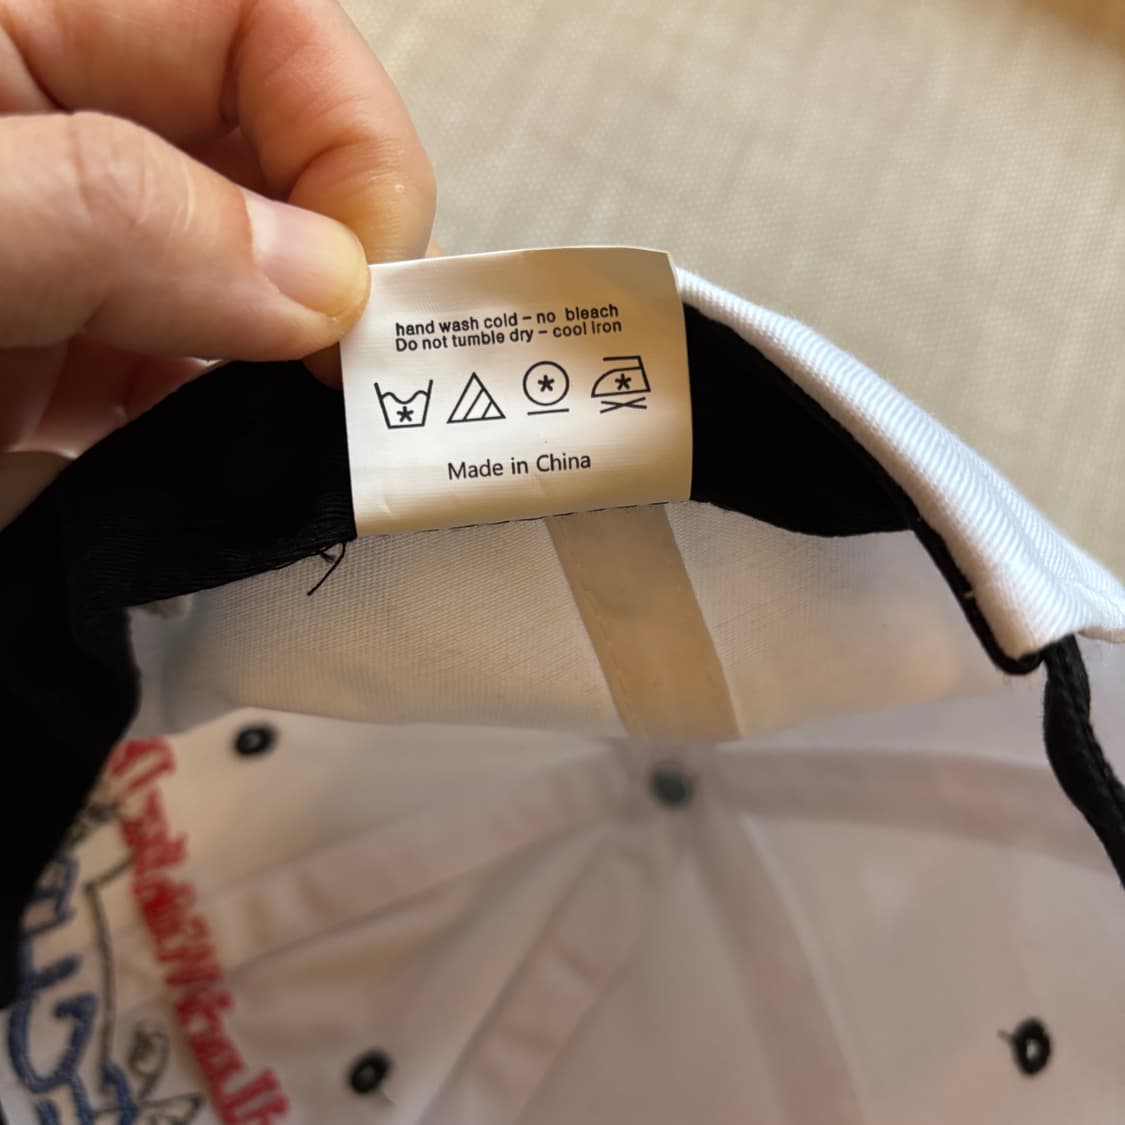 hand wash cold – no bleach
Do not tumble dry – cool iron
Made in China